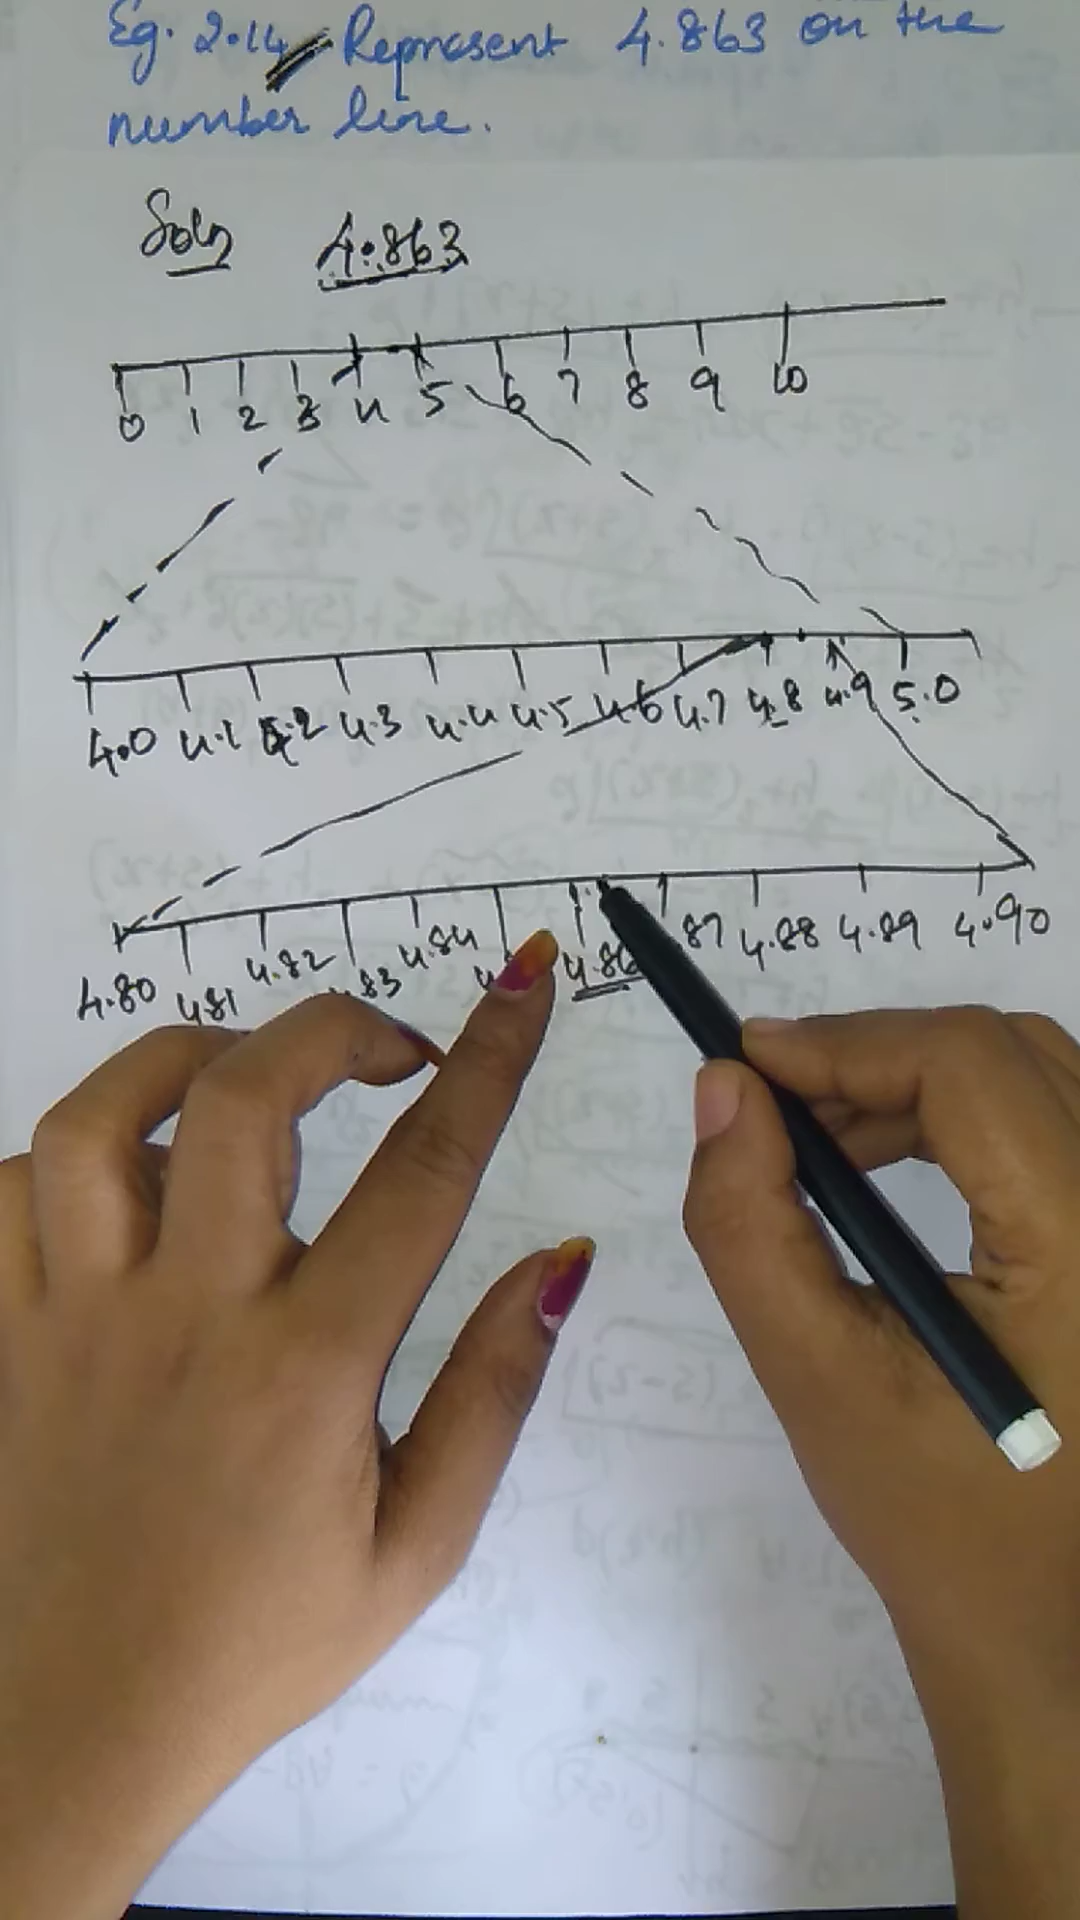 Eg. 2.14 Represent 4.863 on the
number line.
Soln 4.863
0 1 2 3 4 5 6 7 8 9 10
4.0 4.1 4.2 4.3 4.4 4.5 4.6 4.7 4.8 4.9 5.0
4.80 4.81 4.82 .83 4.84 4.86 .87 4.88 4.89 4.90